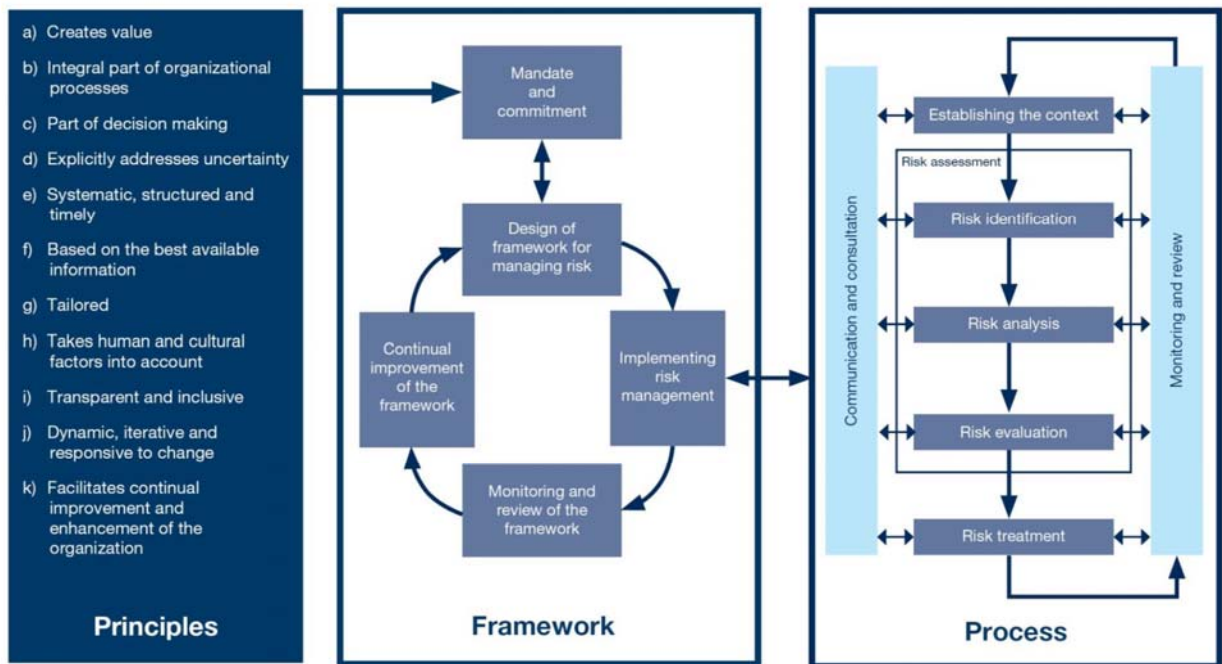 a) Creates value
b) Integral part of organizational
processes
c) Part of decision making
d) Explicitly addresses uncertainty
e) Systematic, structured and
timely
f) Based on the best available
information
g) Tailored
h) Takes human and cultural
factors into account
i) Transparent and inclusive
j) Dynamic, iterative and
responsive to change
k) Facilitates continual
improvement and
enhancement of the
organization
Principles
Mandate
and
commitment
Design of
framework for
managing risk
Continual
improvement
of the
framework
Implementing
risk
management
Monitoring and
review of the
framework
Framework
Communication and consultation
Establishing the context
Risk assessment
Risk identification
Risk analysis
Risk evaluation
Risk treatment
Monitoring and review
Process